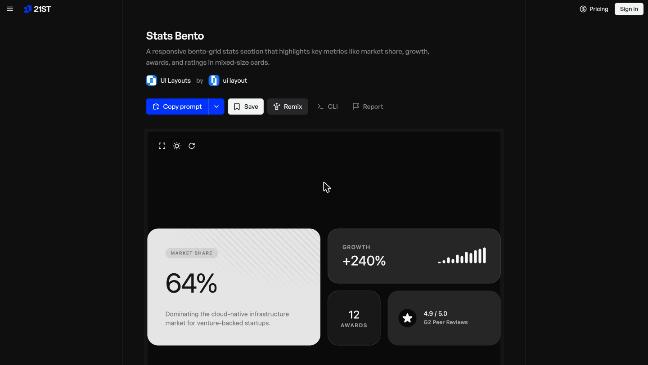 21ST
Pricing
Sign in
Stats Bento
A responsive bento-grid stats section that highlights key metrics like market share, growth,
awards, and ratings in mixed-size cards.
UI Layouts by ui layout
Copy prompt
Save
Remix
CLI
Report
MARKET SHARE
64%
Dominating the cloud-native infrastructure
market for venture-backed startups.
GROWTH
+240%
12
AWARDS
4.9 / 5.0
G2 Peer Reviews